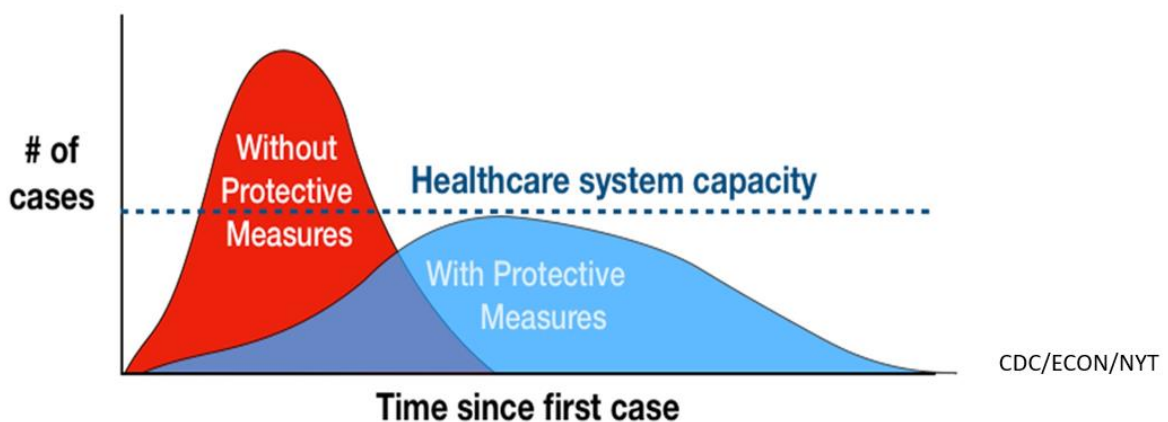 # of
cases
Without
Protective
Measures
Healthcare system capacity
With Protective
Measures
CDC/ECON/NYT
Time since first case